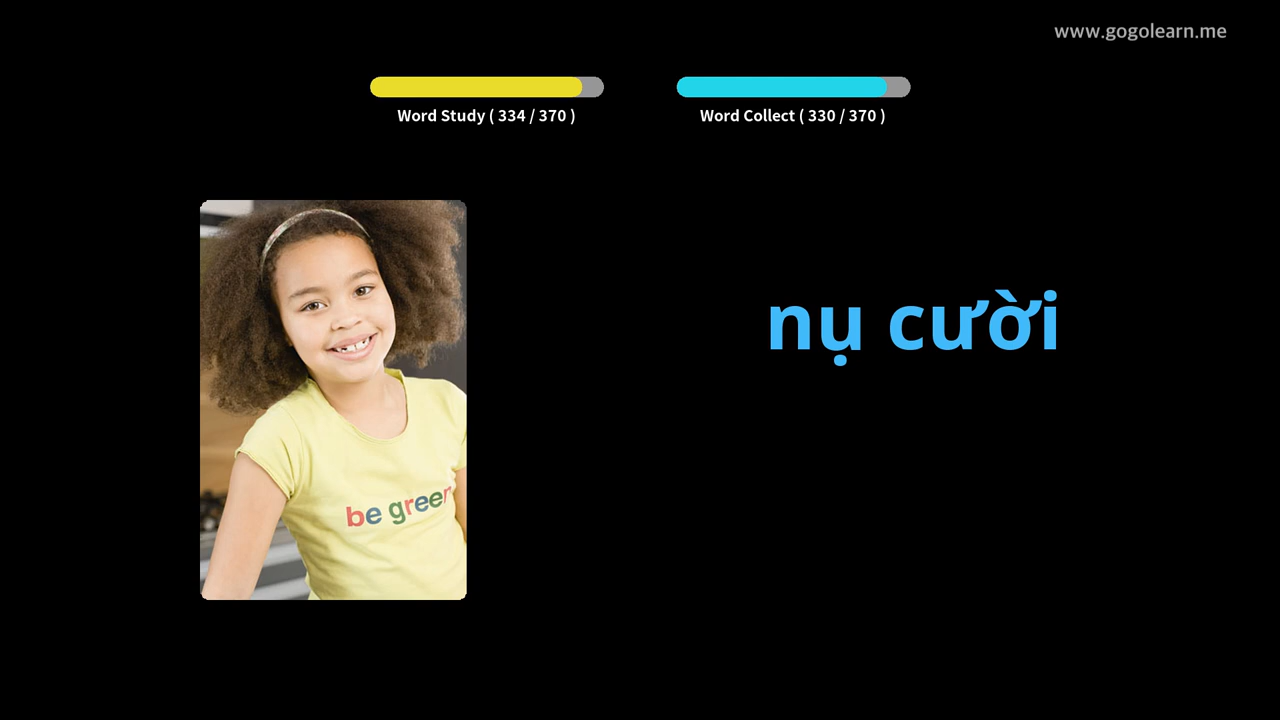 www.gogolearn.me
Word Study ( 334 / 370 )
Word Collect ( 330 / 370 )
nụ cười
be green